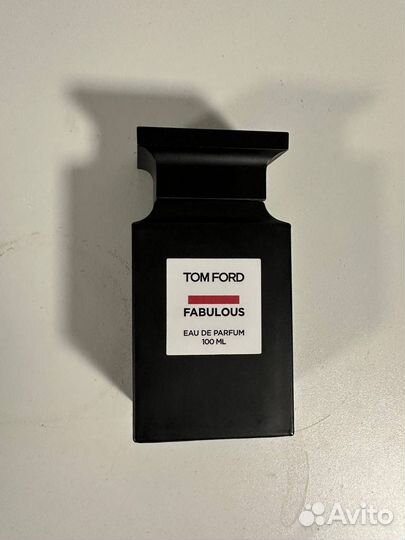 TOM FORD
FABULOUS
EAU DE PARFUM
100 ML
Avito